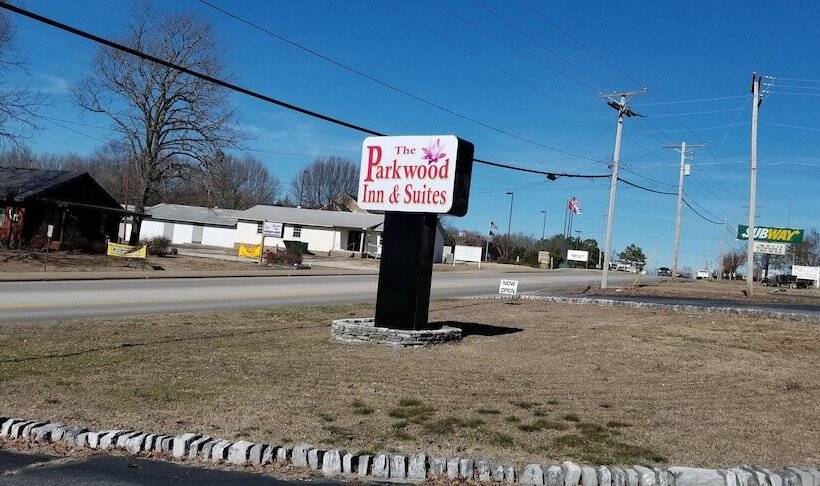 The
Parkwood
Inn & Suites
NOW
OPEN
SUBWAY